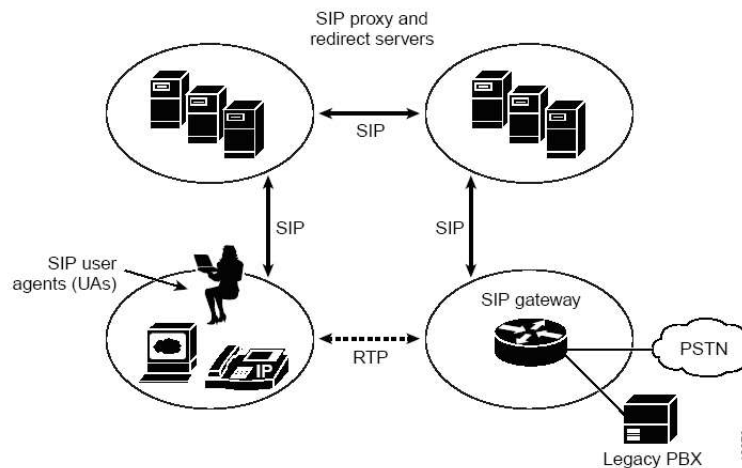 SIP proxy and
redirect servers
SIP
SIP
SIP
SIP user
agents (UAs)
SIP gateway
RTP
IP
PSTN
Legacy PBX